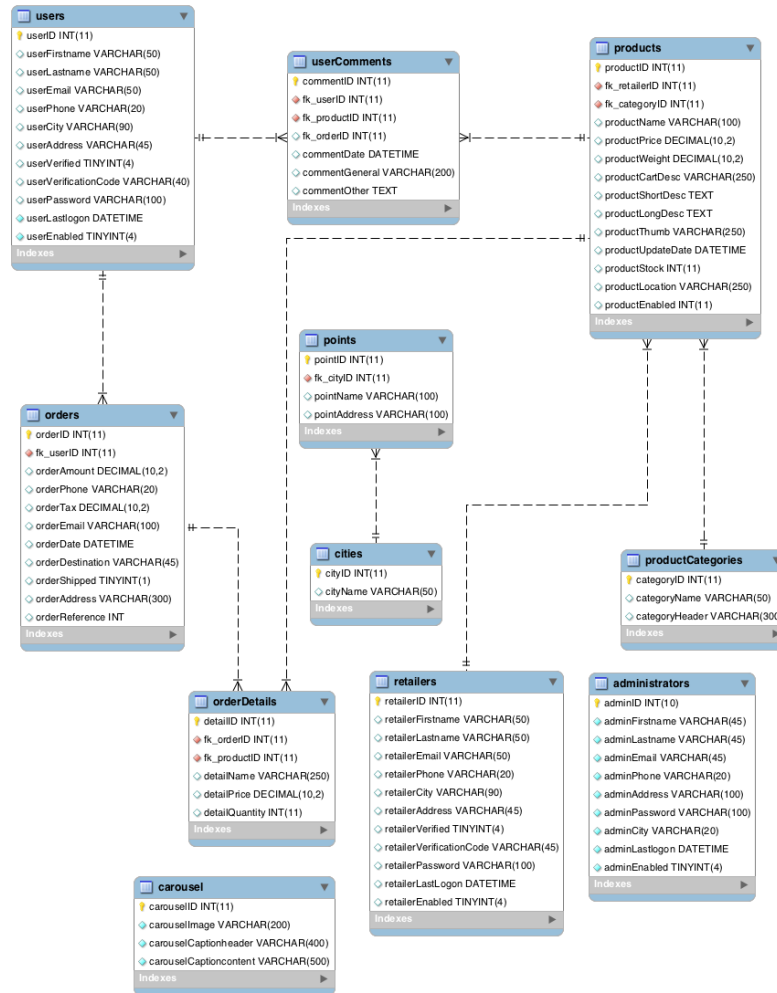 users
userID INT(11)
userFirstname VARCHAR(50)
userLastname VARCHAR(50)
userEmail VARCHAR(50)
userPhone VARCHAR(20)
userCity VARCHAR(90)
userAddress VARCHAR(45)
userVerified TINYINT(4)
userVerificationCode VARCHAR(40)
userPassword VARCHAR(100)
userLastlogon DATETIME
userEnabled TINYINT(4)
Indexes
userComments
commentID INT(11)
fk_userID INT(11)
fk_productID INT(11)
fk_orderID INT(11)
commentDate DATETIME
commentGeneral VARCHAR(200)
commentOther TEXT
Indexes
products
productID INT(11)
fk_retailerID INT(11)
fk_categoryID INT(11)
productName VARCHAR(100)
productPrice DECIMAL(10,2)
productWeight DECIMAL(10,2)
productCartDesc VARCHAR(250)
productShortDesc TEXT
productLongDesc TEXT
productThumb VARCHAR(250)
productUpdateDate DATETIME
productStock INT(11)
productLocation VARCHAR(250)
productEnabled INT(11)
Indexes
points
pointID INT(11)
fk_cityID INT(11)
pointName VARCHAR(100)
pointAddress VARCHAR(100)
Indexes
orders
orderID INT(11)
fk_userID INT(11)
orderAmount DECIMAL(10,2)
orderPhone VARCHAR(20)
orderTax DECIMAL(10,2)
orderEmail VARCHAR(100)
orderDate DATETIME
orderDestination VARCHAR(45)
orderShipped TINYINT(1)
orderAddress VARCHAR(300)
orderReference INT
Indexes
cities
cityID INT(11)
cityName VARCHAR(50)
Indexes
productCategories
categoryID INT(11)
categoryName VARCHAR(50)
categoryHeader VARCHAR(300
Indexes
orderDetails
detailID INT(11)
fk_orderID INT(11)
fk_productID INT(11)
detailName VARCHAR(250)
detailPrice DECIMAL(10,2)
detailQuantity INT(11)
Indexes
retailers
retailerID INT(11)
retailerFirstname VARCHAR(50)
retailerLastname VARCHAR(50)
retailerEmail VARCHAR(50)
retailerPhone VARCHAR(20)
retailerCity VARCHAR(90)
retailerAddress VARCHAR(45)
retailerVerified TINYINT(4)
retailerVerificationCode VARCHAR(45)
retailerPassword VARCHAR(100)
retailerLastLogon DATETIME
retailerEnabled TINYINT(4)
Indexes
administrators
adminID INT(10)
adminFirstname VARCHAR(45)
adminLastname VARCHAR(45)
adminEmail VARCHAR(45)
adminPhone VARCHAR(20)
adminAddress VARCHAR(100)
adminPassword VARCHAR(100)
adminCity VARCHAR(20)
adminLastlogon DATETIME
adminEnabled TINYINT(4)
Indexes
carousel
carouselID INT(11)
carouselImage VARCHAR(200)
carouselCaptionheader VARCHAR(400)
carouselCaptioncontent VARCHAR(500)
Indexes